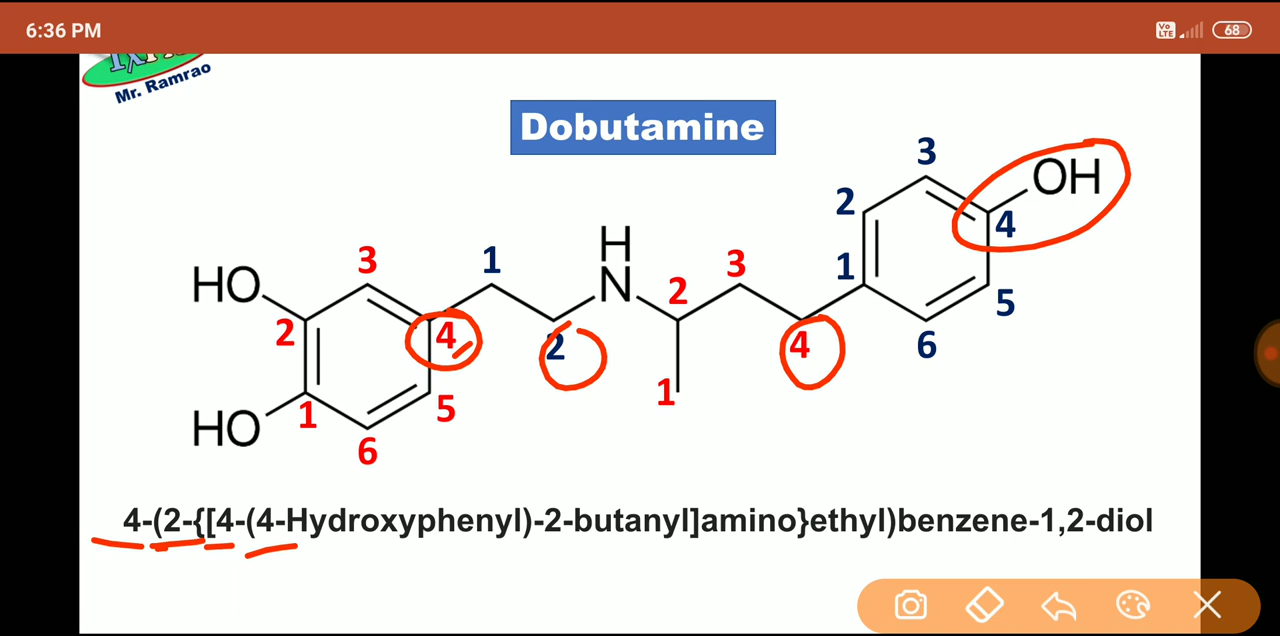 6:36 PM
Vo LTE
68
Mr. Ramrao
Dobutamine
3
OH
2
4
H
N
3
1
3
1
2
HO
2
4
2
4
5
6
1
HO
1
5
6
4-(2-{[4-(4-Hydroxyphenyl)-2-butanyl]amino}ethyl)benzene-1,2-diol